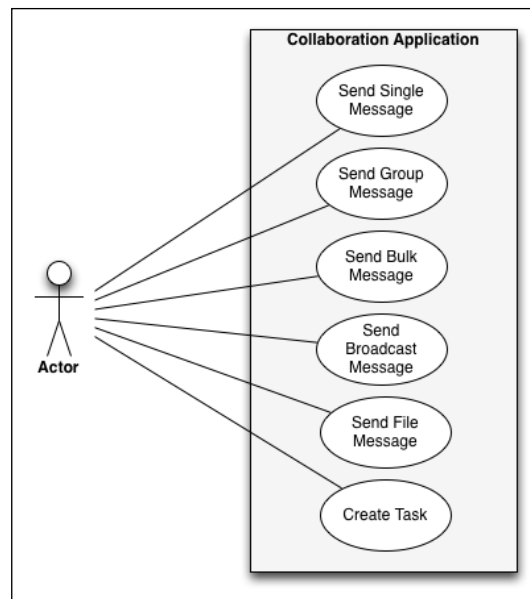 Collaboration Application
Send Single
Message
Send Group
Message
Send Bulk
Message
Send
Broadcast
Message
Actor
Send File
Message
Create Task